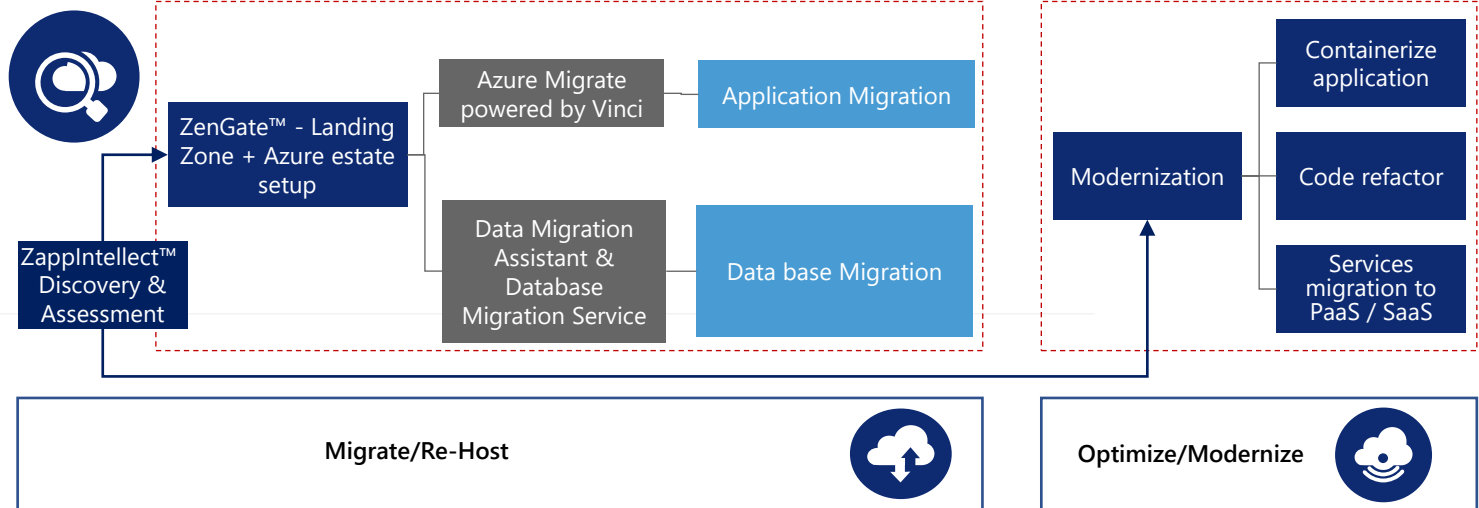 ZappIntellect™
Discovery &
Assessment
ZenGate™ - Landing
Zone + Azure estate
setup
Azure Migrate
powered by Vinci
Application Migration
Data Migration
Assistant &
Database
Migration Service
Data base Migration
Modernization
Containerize
application
Code refactor
Services
migration to
PaaS / SaaS
Migrate/Re-Host
Optimize/Modernize